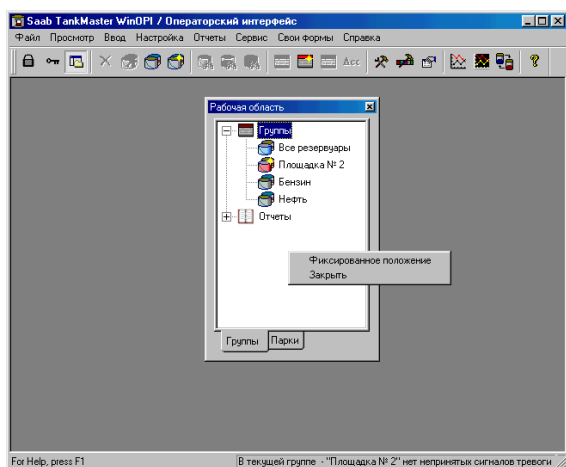 Saab TankMaster WinOPI / Операторский интерфейс
Файл Просмотр Ввод Настройка Отчеты Сервис Свои формы Справка
Acc
Рабочая область
Группы
Все резервуары
Площадка № 2
Бензин
Нефть
Отчеты
Фиксированное положение
Закрыть
Группы Парки
For Help, press F1 В текущей группе - "Площадка № 2" нет непринятых сигналов тревоги